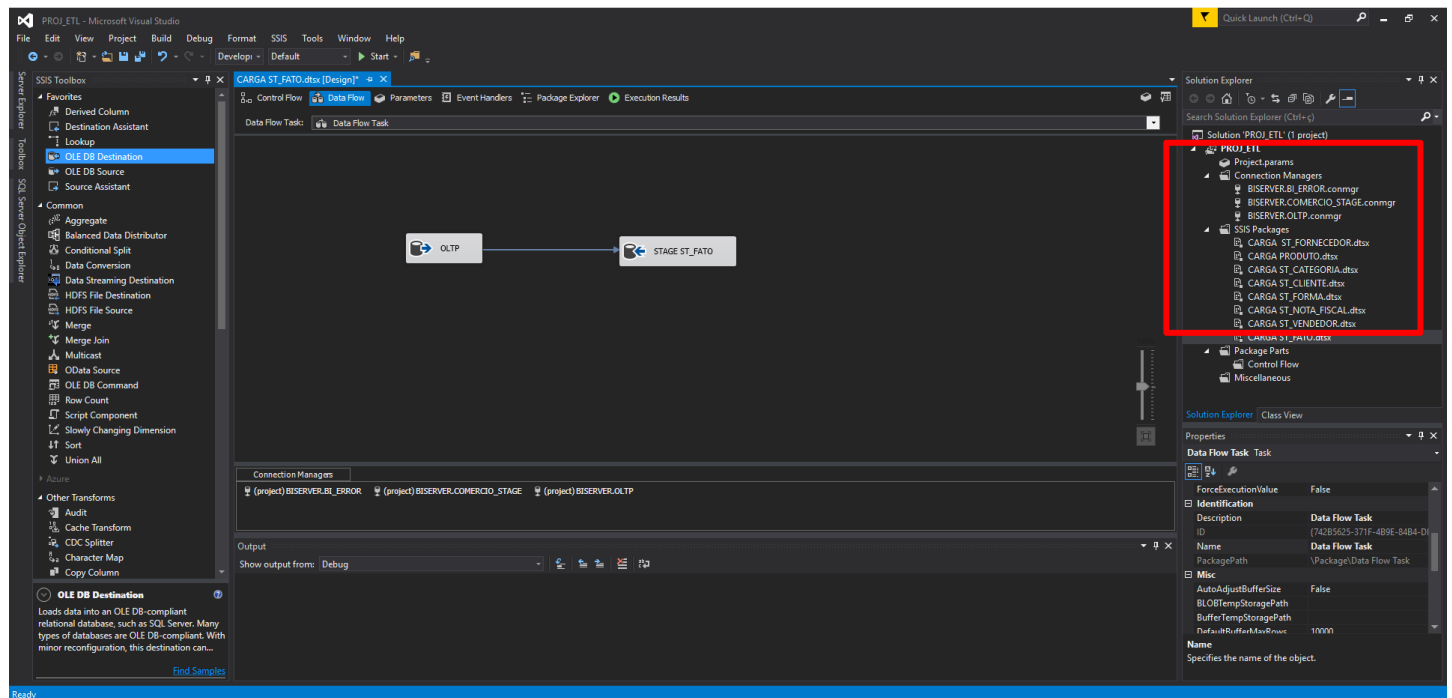 PROJ_ETL - Microsoft Visual Studio
Quick Launch (Ctrl+Q)
File Edit View Project Build Debug Format SSIS Tools Window Help
Develop Default Start
Server Explorer
Toolbox
SQL Server Object Explorer
SSIS Toolbox
Favorites
Derived Column
Destination Assistant
Lookup
OLE DB Destination
OLE DB Source
Source Assistant
Common
Aggregate
Balanced Data Distributor
Conditional Split
Data Conversion
Data Streaming Destination
HDFS File Destination
HDFS File Source
Merge
Merge Join
Multicast
OData Source
OLE DB Command
Row Count
Script Component
Slowly Changing Dimension
Sort
Union All
Azure
Other Transforms
Audit
Cache Transform
CDC Splitter
Character Map
Copy Column
OLE DB Destination
Loads data into an OLE DB-compliant
relational database, such as SQL Server. Many
types of databases are OLE DB-compliant. With
minor reconfiguration, this destination can...
Find Samples
CARGA ST_FATO.dtsx [Design]*
Control Flow Data Flow Parameters Event Handlers Package Explorer Execution Results
Data Flow Task: Data Flow Task
OLTP
STAGE ST_FATO
Connection Managers
(project) BISERVER.BI_ERROR (project) BISERVER.COMERCIO_STAGE (project) BISERVER.OLTP
Output
Show output from: Debug
Solution Explorer
Search Solution Explorer (Ctrl+ç)
Solution 'PROJ_ETL' (1 project)
PROJ_ETL
Project.params
Connection Managers
BISERVER.BI_ERROR.conmgr
BISERVER.COMERCIO_STAGE.conmgr
BISERVER.OLTP.conmgr
SSIS Packages
CARGA ST_FORNECEDOR.dtsx
CARGA PRODUTO.dtsx
CARGA ST_CATEGORIA.dtsx
CARGA ST_CLIENTE.dtsx
CARGA ST_FORMA.dtsx
CARGA ST_NOTA_FISCAL.dtsx
CARGA ST_VENDEDOR.dtsx
CARGA ST_FATO.dtsx
Package Parts
Control Flow
Miscellaneous
Solution Explorer Class View
Properties
Data Flow Task Task
ForceExecutionValue False
Identification
Description Data Flow Task
ID {742B5625-371F-4B9E-84B4-D
Name Data Flow Task
PackagePath \Package\Data Flow Task
Misc
AutoAdjustBufferSize False
BLOBTempStoragePath
BufferTempStoragePath
DefaultBufferMaxRows 10000
Name
Specifies the name of the object.
Ready